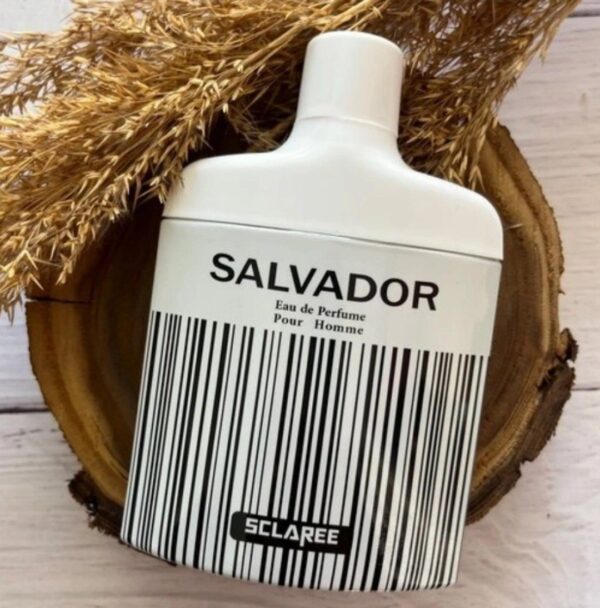 SALVADOR
Eau de Perfume
Pour Homme
SCLAREE